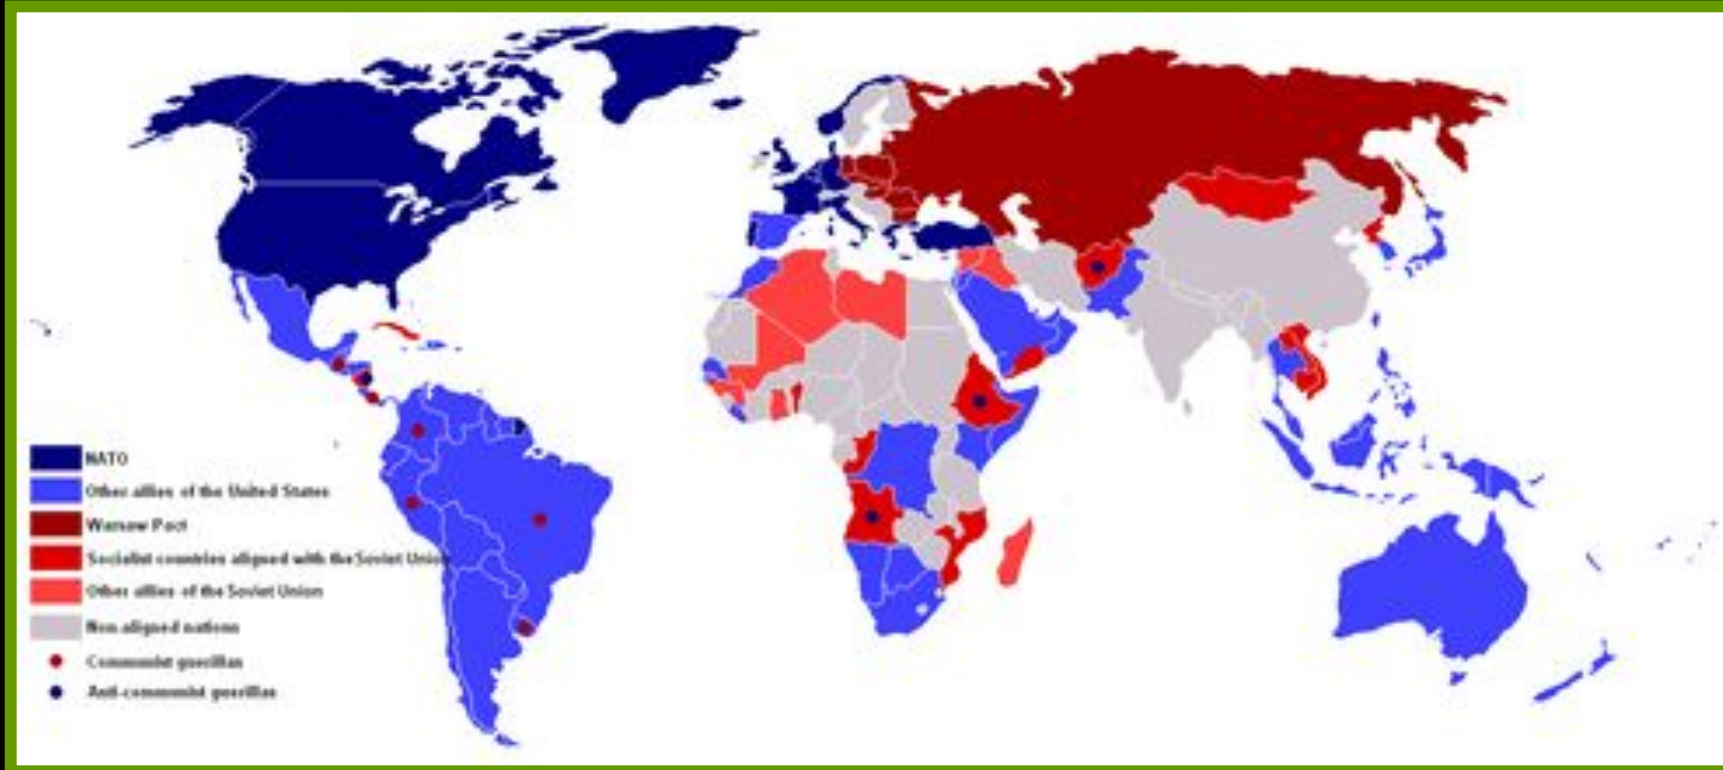 NATO
Other allies of the United States
Warsaw Pact
Socialist countries aligned with the Soviet Union
Other allies of the Soviet Union
Non-aligned nations
Communist guerillas
Anti-communist guerillas